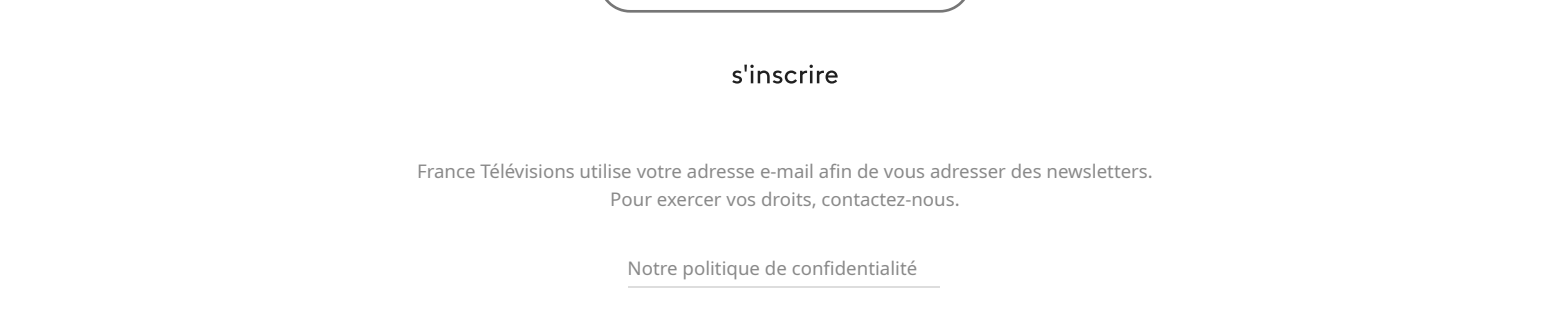 s'inscrire
France Télévisions utilise votre adresse e-mail afin de vous adresser des newsletters.
Pour exercer vos droits, contactez-nous.
Notre politique de confidentialité